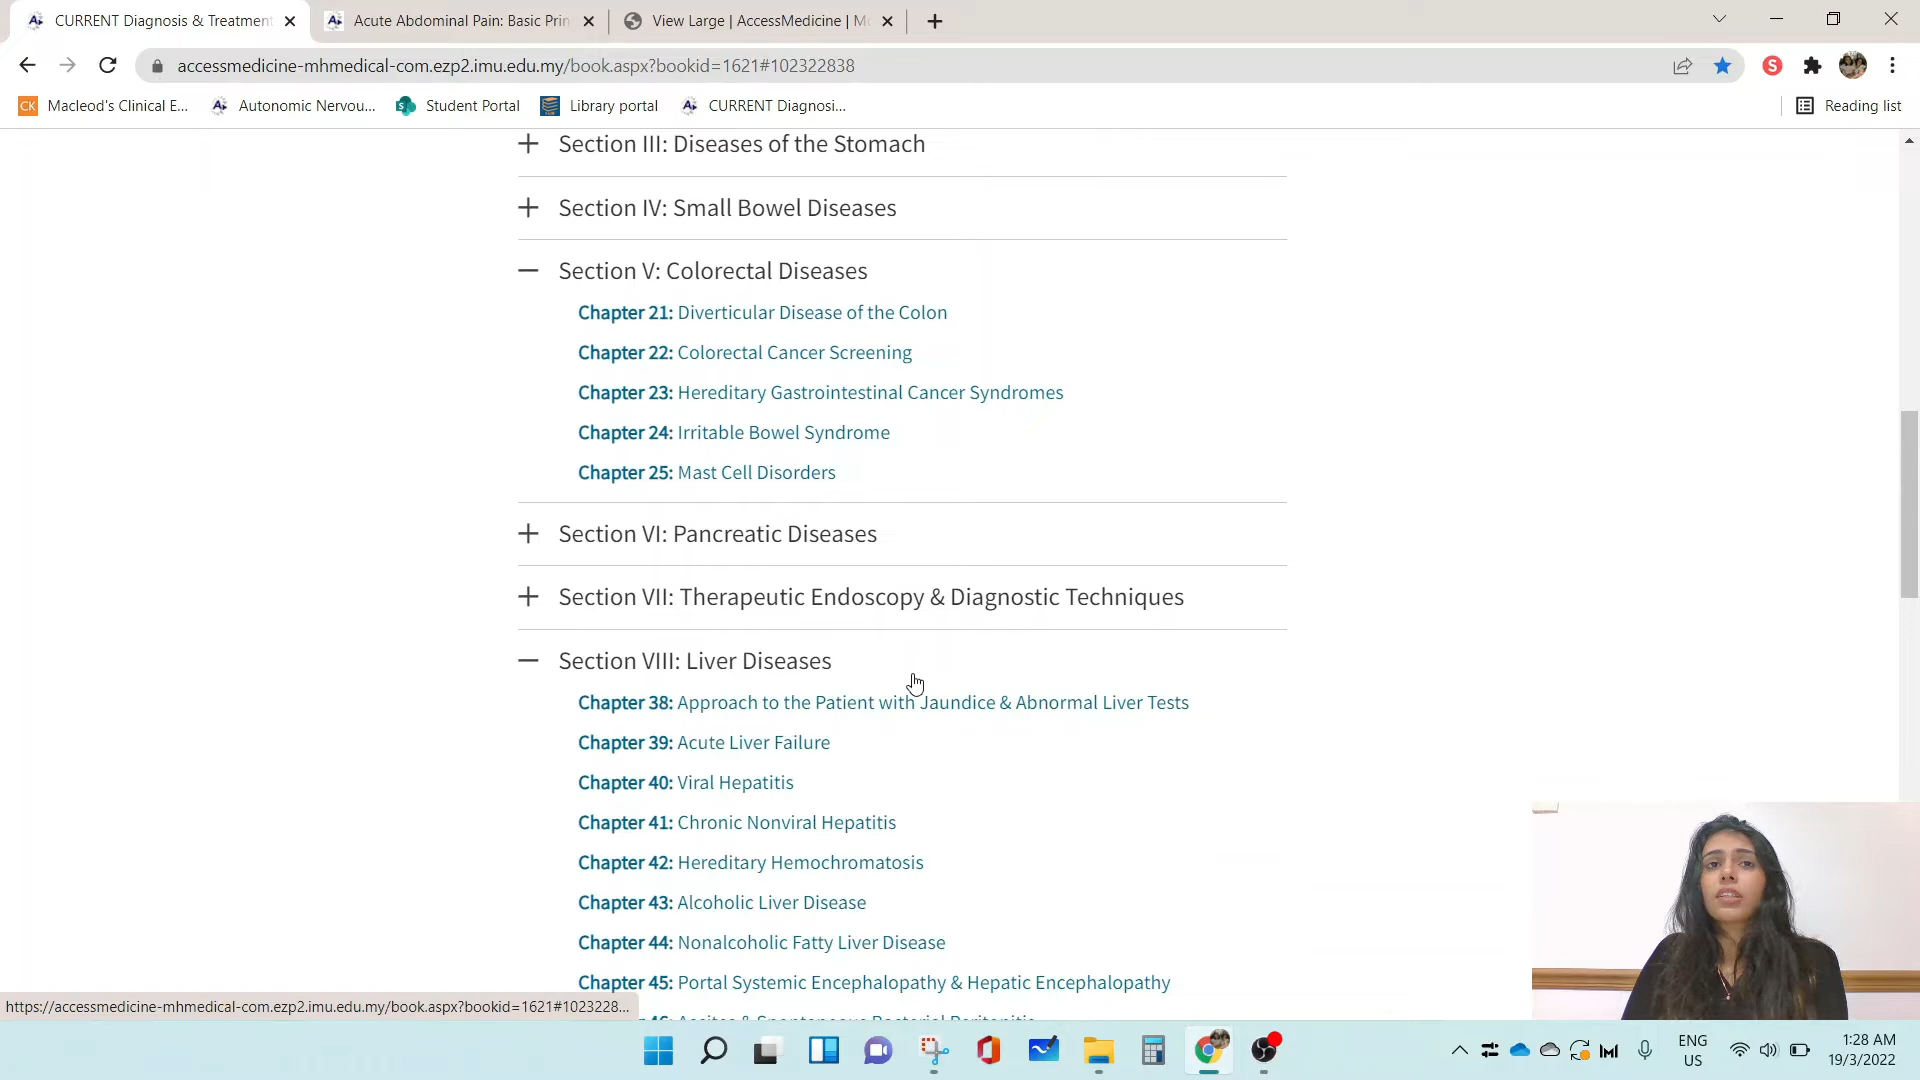 CURRENT Diagnosis & Treatment
Acute Abdominal Pain: Basic Prin
View Large | AccessMedicine | Mc
accessmedicine-mhmedical-com.ezp2.imu.edu.my/book.aspx?bookid=1621#102322838
S
CK Macleod's Clinical E...
Autonomic Nervou...
Student Portal
Library portal
CURRENT Diagnosi...
Reading list
Section III: Diseases of the Stomach
Section IV: Small Bowel Diseases
Section V: Colorectal Diseases
Chapter 21: Diverticular Disease of the Colon
Chapter 22: Colorectal Cancer Screening
Chapter 23: Hereditary Gastrointestinal Cancer Syndromes
Chapter 24: Irritable Bowel Syndrome
Chapter 25: Mast Cell Disorders
Section VI: Pancreatic Diseases
Section VII: Therapeutic Endoscopy & Diagnostic Techniques
Section VIII: Liver Diseases
Chapter 38: Approach to the Patient with Jaundice & Abnormal Liver Tests
Chapter 39: Acute Liver Failure
Chapter 40: Viral Hepatitis
Chapter 41: Chronic Nonviral Hepatitis
Chapter 42: Hereditary Hemochromatosis
Chapter 43: Alcoholic Liver Disease
Chapter 44: Nonalcoholic Fatty Liver Disease
Chapter 45: Portal Systemic Encephalopathy & Hepatic Encephalopathy
https://accessmedicine-mhmedical-com.ezp2.imu.edu.my/book.aspx?bookid=1621#1023228...
ENG
US
1:28 AM
19/3/2022